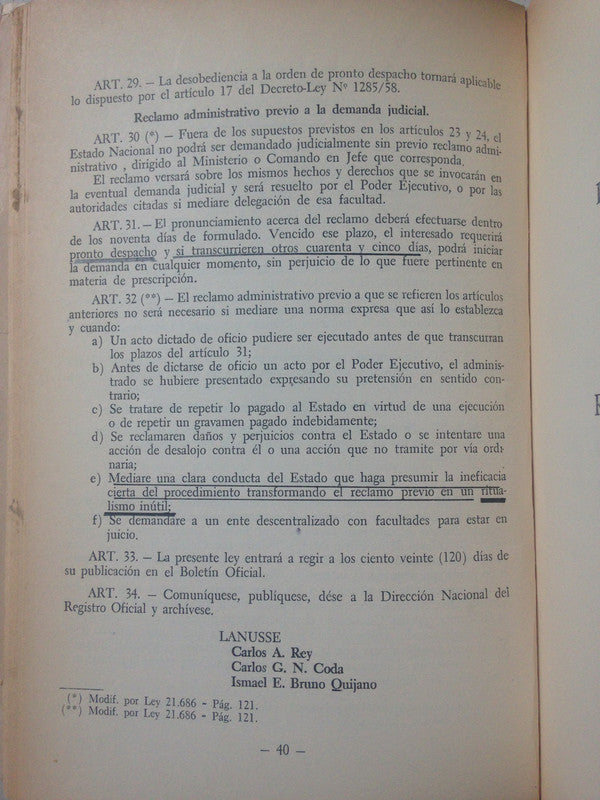 ART. 29. — La desobediencia a la orden de pronto despacho tornará aplicable
lo dispuesto por el artículo 17 del Decreto-Ley Nº 1285/58.
Reclamo administrativo previo a la demanda judicial.
ART. 30 (*) — Fuera de los supuestos previstos en los artículos 23 y 24, el
Estado Nacional no podrá ser demandado judicialmente sin previo reclamo admi-
nistrativo , dirigido al Ministerio o Comando en Jefe que corresponda.
El reclamo versará sobre los mismos hechos y derechos que se invocarán en
la eventual demanda judicial y será resuelto por el Poder Ejecutivo, o por las
autoridades citadas si mediare delegación de esa facultad.
ART. 31. — El pronunciamiento acerca del reclamo deberá efectuarse dentro
de los noventa días de formulado. Vencido ese plazo, el interesado requerirá
pronto despacho y si transcurrieren otros cuarenta y cinco días, podrá iniciar
la demanda en cualquier momento, sin perjuicio de lo que fuere pertinente en
materia de prescripción.
ART. 32 (**) — El reclamo administrativo previo a que se refieren los artículos
anteriores no será necesario si mediare una norma expresa que así lo establezca
y cuando:
a) Un acto dictado de oficio pudiere ser ejecutado antes de que transcurran
los plazos del artículo 31;
b) Antes de dictarse de oficio un acto por el Poder Ejecutivo, el adminis-
trado se hubiere presentado expresando su pretensión en sentido con-
trario;
c) Se tratare de repetir lo pagado al Estado en virtud de una ejecución
o de repetir un gravamen pagado indebidamente;
d) Se reclamaren daños y perjuicios contra el Estado o se intentare una
acción de desalojo contra él o una acción que no tramite por vía ordi-
naria;
e) Mediare una clara conducta del Estado que haga presumir la ineficacia
cierta del procedimiento transformando el reclamo previo en un ritua-
lismo inútil;
f) Se demandare a un ente descentralizado con facultades para estar en
juicio.
ART. 33. — La presente ley entrará a regir a los ciento veinte (120) días de
su publicación en el Boletín Oficial.
ART. 34. — Comuníquese, publíquese, dése a la Dirección Nacional del
Registro Oficial y archívese.
LANUSSE
Carlos A. Rey
Carlos G. N. Coda
Ismael E. Bruno Quijano
(*) Modif. por Ley 21.686 - Pág. 121.
(**) Modif. por Ley 21.686 - Pág. 121.
— 40 —